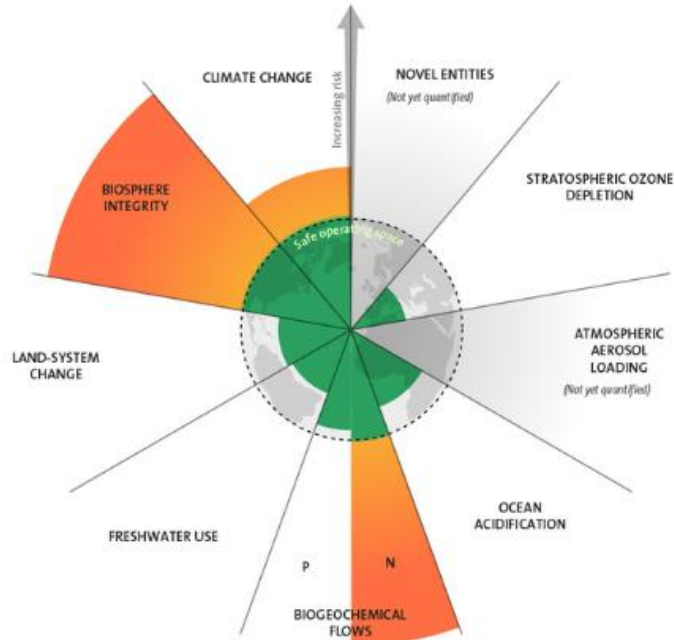 CLIMATE CHANGE
Increasing risk
NOVEL ENTITIES
(Not yet quantified)
STRATOSPHERIC OZONE
DEPLETION
BIOSPHERE
INTEGRITY
Safe operating space
LAND-SYSTEM
CHANGE
ATMOSPHERIC
AEROSOL
LOADING
(Not yet quantified)
OCEAN
ACIDIFICATION
FRESHWATER USE
P
N
BIOGEOCHEMICAL
FLOWS